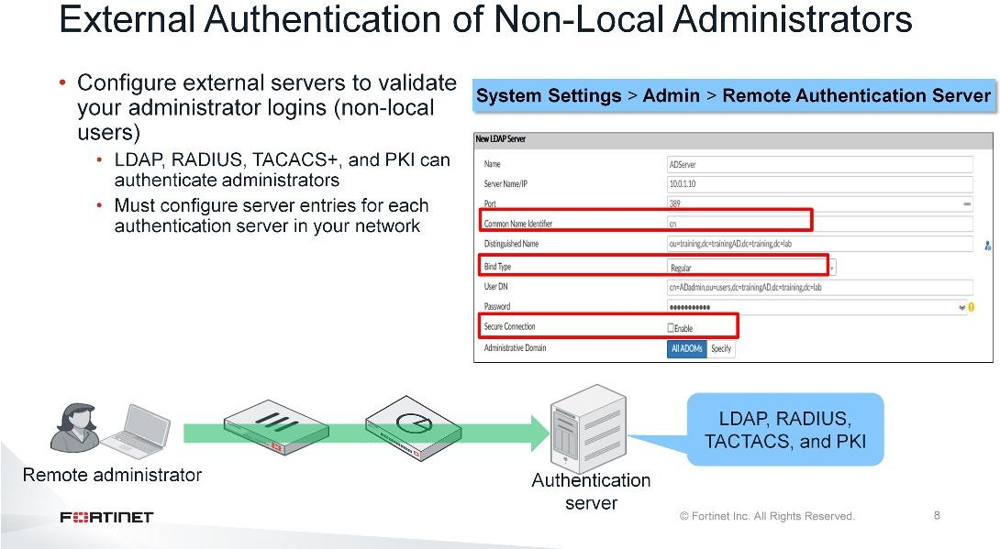 External Authentication of Non-Local Administrators
• Configure external servers to validate
your administrator logins (non-local
users)
• LDAP, RADIUS, TACACS+, and PKI can
authenticate administrators
• Must configure server entries for each
authentication server in your network
System Settings > Admin > Remote Authentication Server
New LDAP Server
Name ADServer
Server Name/IP 10.0.1.10
Port 389
Common Name Identifier cn
Distinguished Name ou=training,dc=trainingAD,dc=training,dc=lab
Bind Type Regular
User DN cn=ADadmin,ou=users,dc=trainingAD,dc=training,dc=lab
Password •••••••••••
Secure Connection Enable
Administrative Domain All ADOMs Specify
Remote administrator
Authentication
server
LDAP, RADIUS,
TACTACS, and PKI
FORTINET
© Fortinet Inc. All Rights Reserved.
8